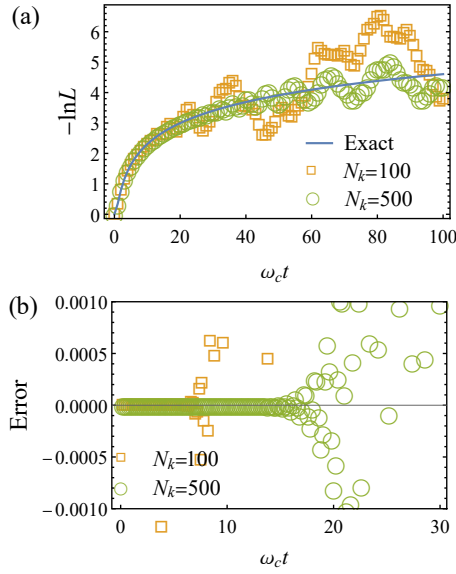 (a)
−lnL
6
5
4
3
2
1
0
Exact
N_k=100
N_k=500
0 20 40 60 80 100
ω_c t
(b)
Error
0.0010
0.0005
0.0000
−0.0005
−0.0010
N_k=100
N_k=500
0 10 20 30
ω_c t